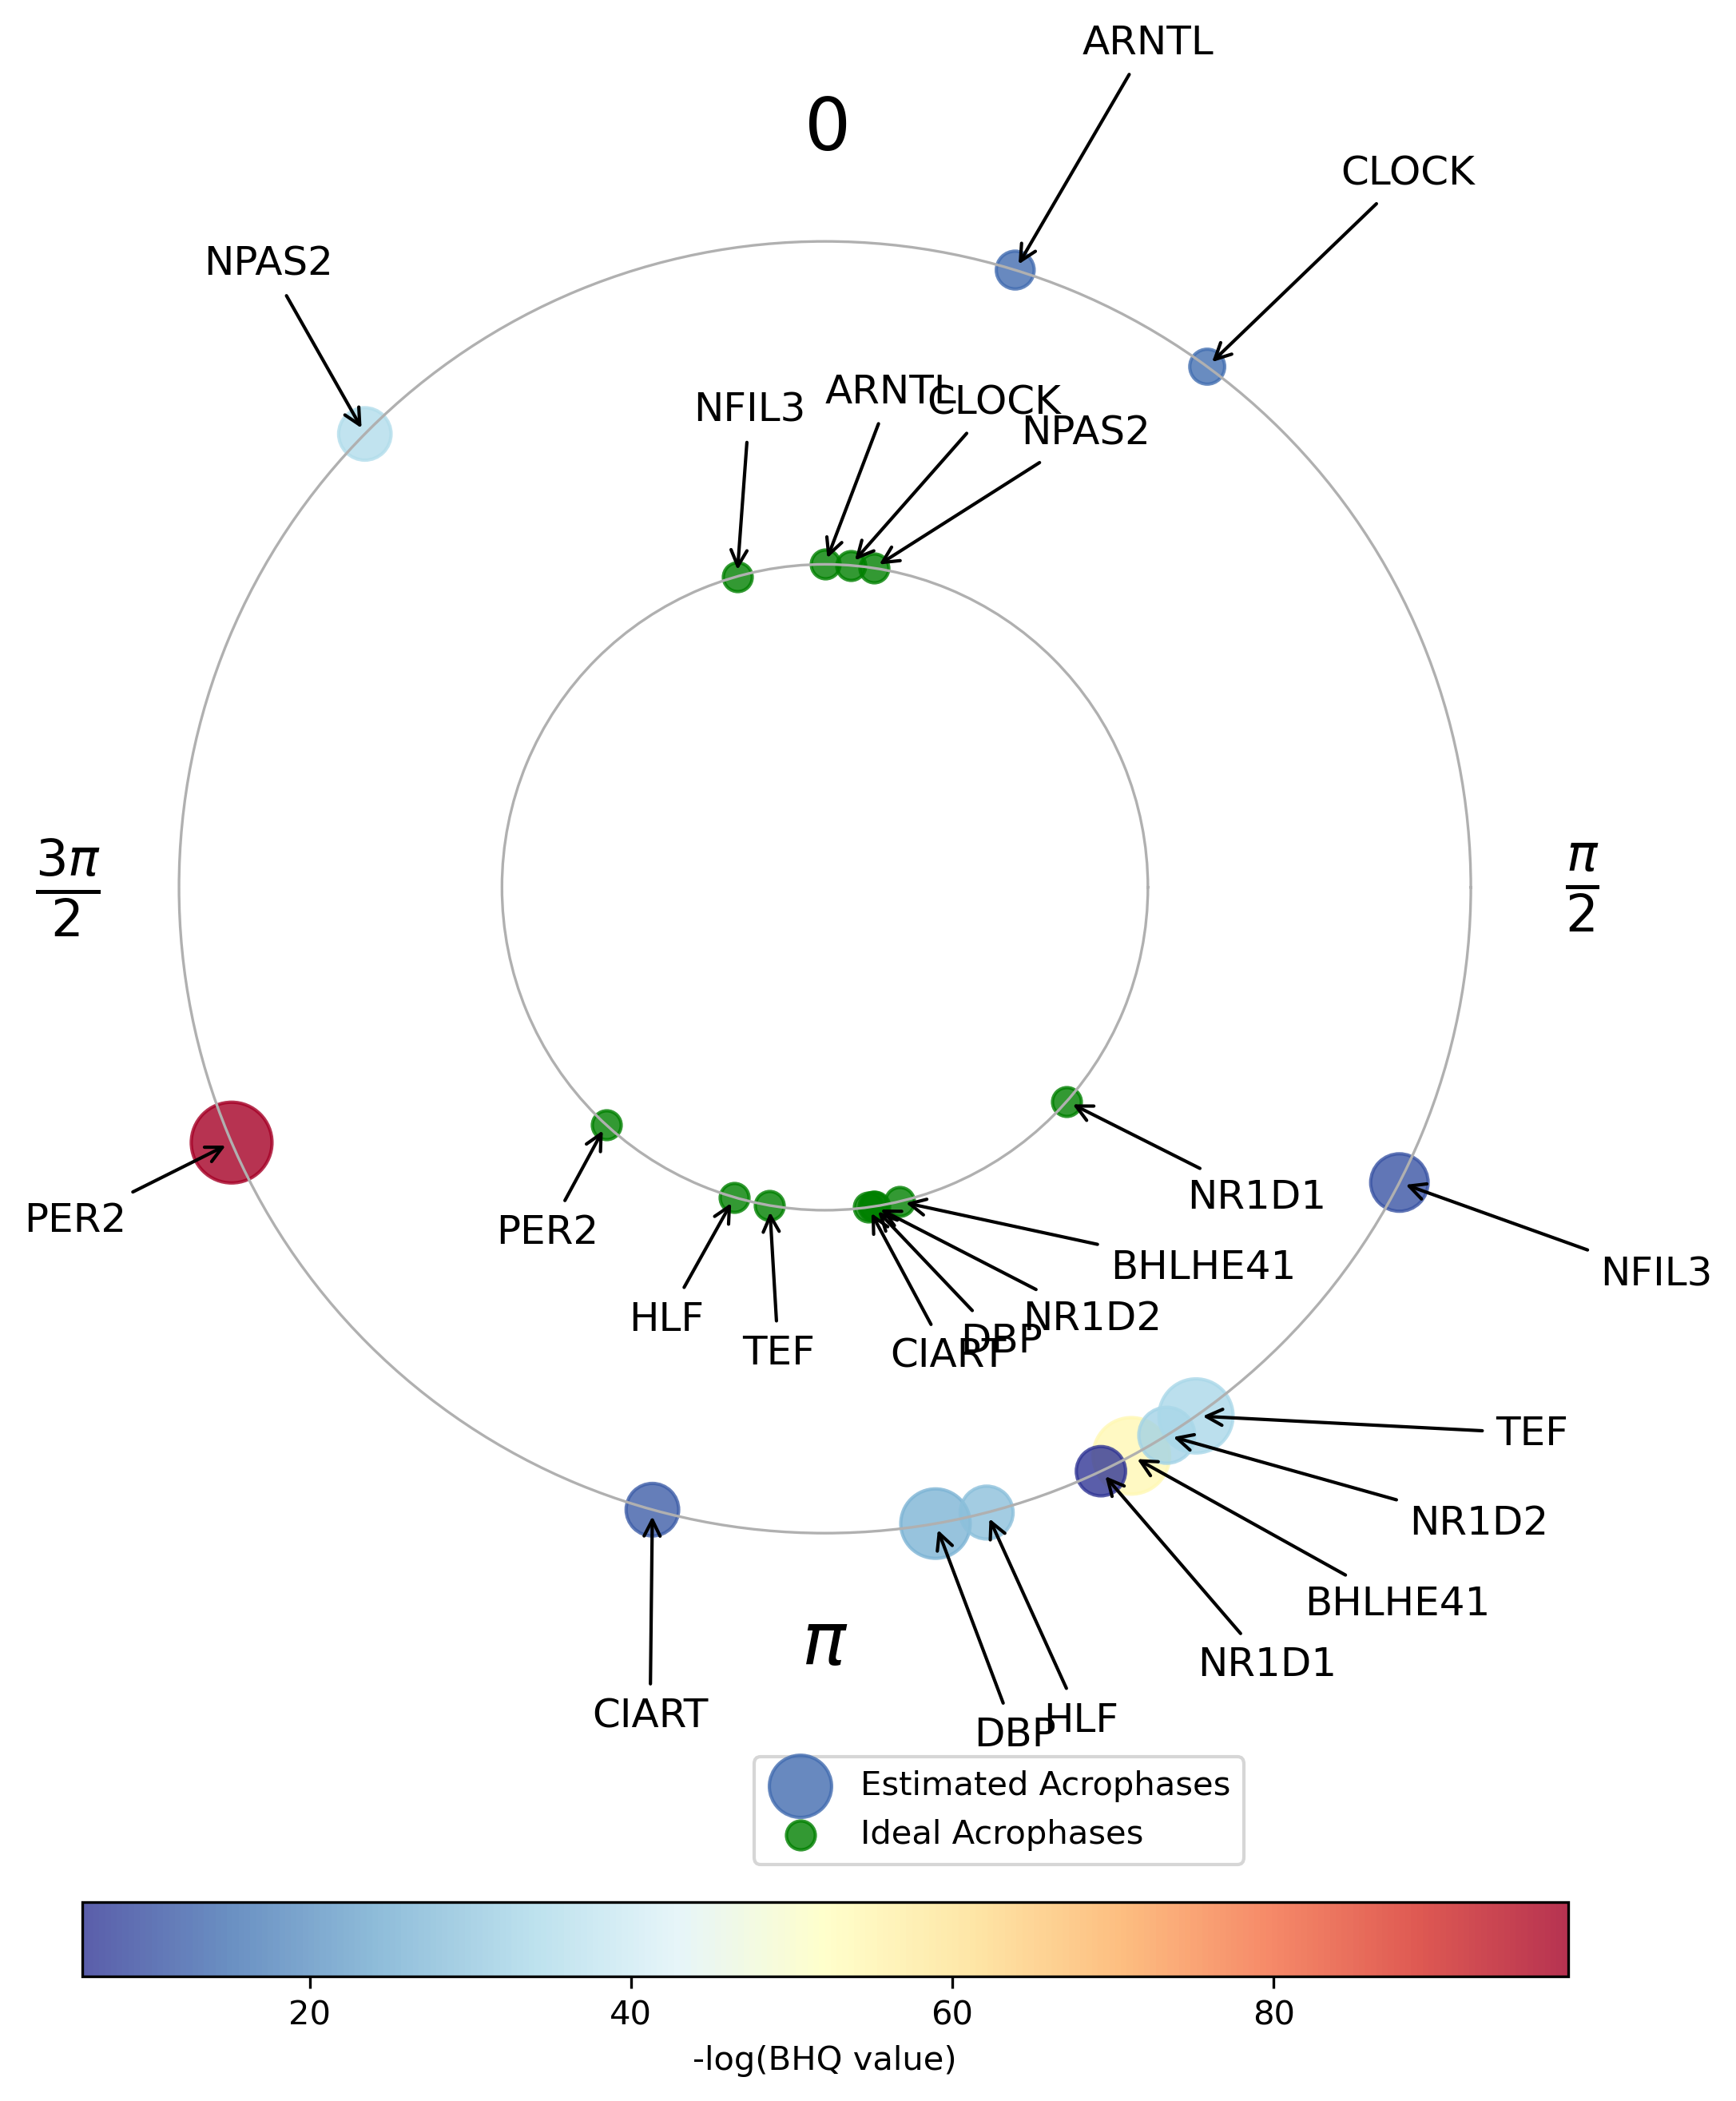 ARNTL
0
CLOCK
NPAS2
NFIL3
ARNTL
CLOCK
NPAS2
3π/2
π/2
NR1D1
PER2
PER2
BHLHE41
NFIL3
HLF
NR1D2
TEF
DBP
CIART
TEF
NR1D2
BHLHE41
π
NR1D1
CIART
HLF
DBP
Estimated Acrophases
Ideal Acrophases
20 40 60 80
-log(BHQ value)